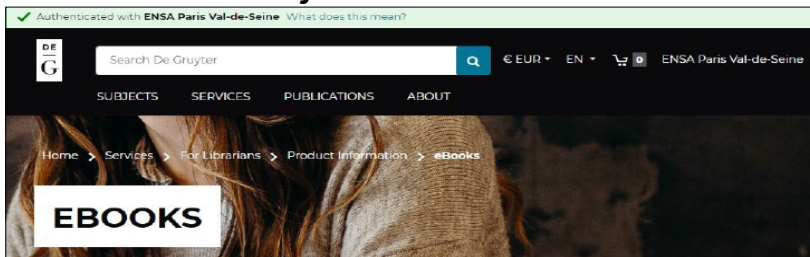 Authenticated with ENSA Paris Val-de-Seine What does this mean?
DE
G
Search De Gruyter
€ EUR EN 0 ENSA Paris Val-de-Seine
SUBJECTS SERVICES PUBLICATIONS ABOUT
Home > Services > For Librarians > Product Information > eBooks
EBOOKS